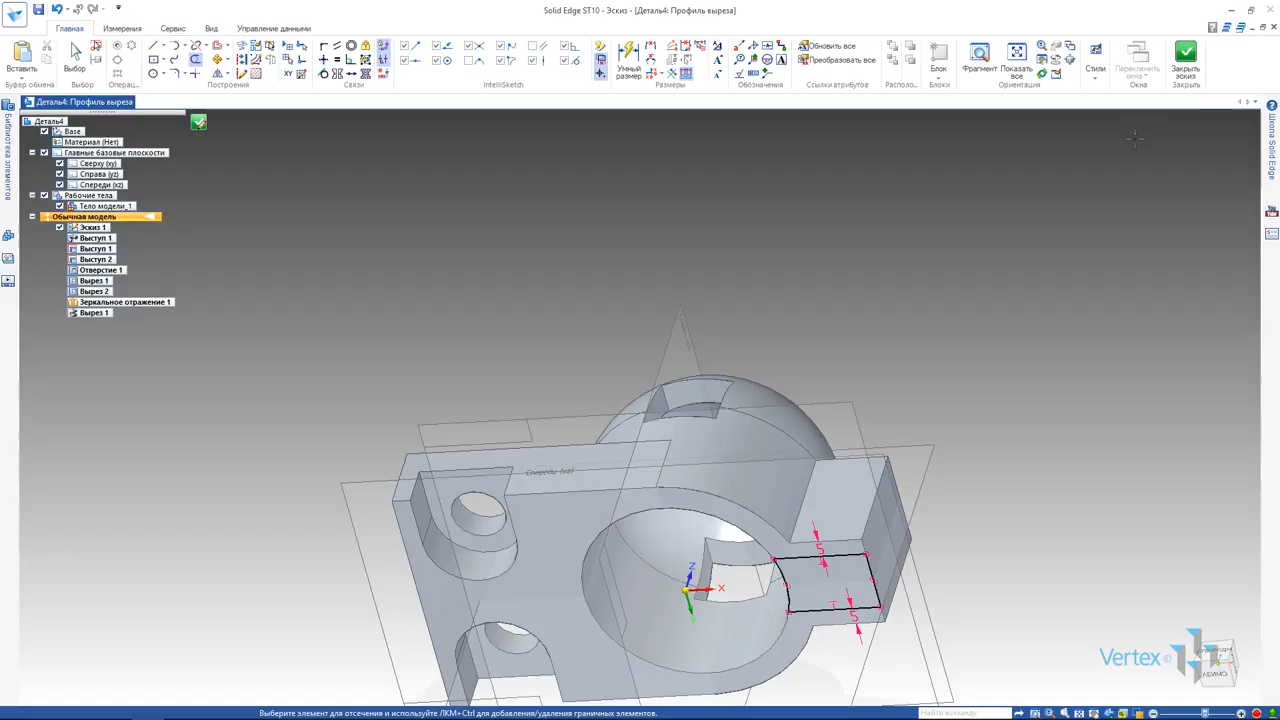 Solid Edge ST10 - Эскиз - [Деталь4: Профиль выреза]
Главная Измерения Сервис Вид Управление данными
Вставить
Выбор
Умный размер
Обновить все
Преобразовать все
Блок
Фрагмент
Показать все
Стили
Переключить окна
Закрыть эскиз
Буфер обмена Выбор Операц... Построения Связи IntelliSketch Размеры Обозначения Ссылки атрибутов Располо... Блоки Ориентация Окна Закрыть
Деталь4: Профиль выреза
Библиотека элементов
Школа Solid Edge
Деталь4
Base
Материал (Нет)
Главные базовые плоскости
Сверху (xy)
Справа (yz)
Спереди (xz)
Рабочие тела
Тело модели_1
Обычная модель
Эскиз 1
Выступ 1
Выступ 1
Выступ 2
Отверстие 1
Вырез 1
Вырез 2
Зеркальное отражение 1
Вырез 1
Спереди (xz)
5
Z
X
Y
5
Vertex ©
Выберите элемент для отсечения и используйте ЛКМ+Ctrl для добавления/удаления граничных элементов.
Найти команду